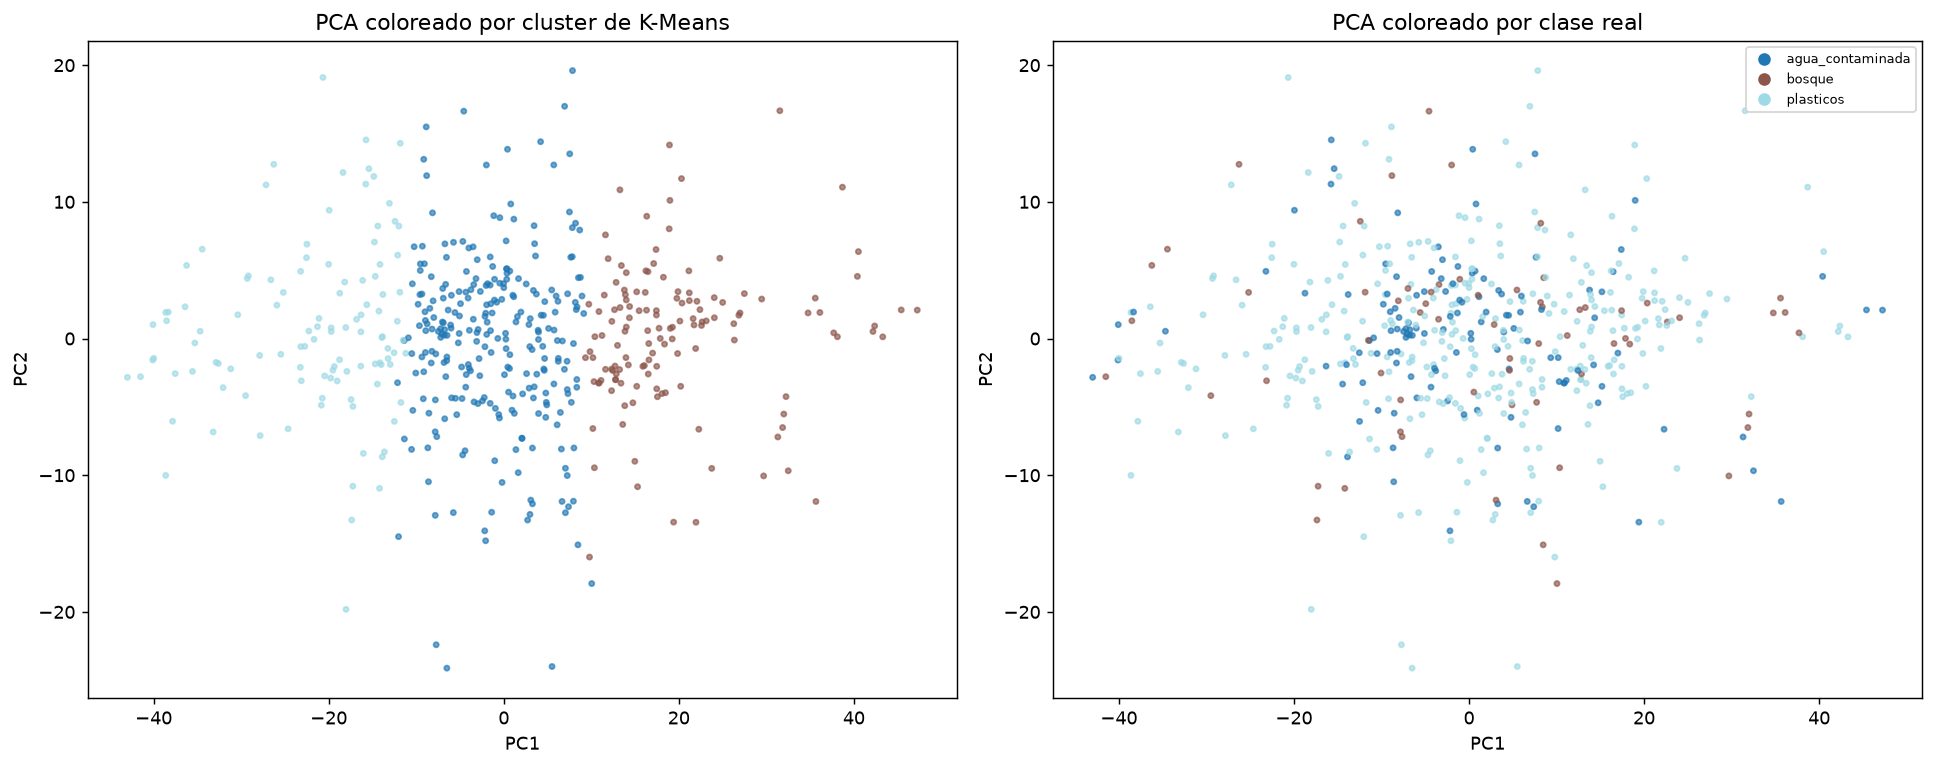 PCA coloreado por cluster de K-Means
20
10
0
−10
−20
PC2
−40
−20
0
20
40
PC1
PCA coloreado por clase real
agua_contaminada
bosque
plasticos
20
10
0
−10
−20
PC2
−40
−20
0
20
40
PC1